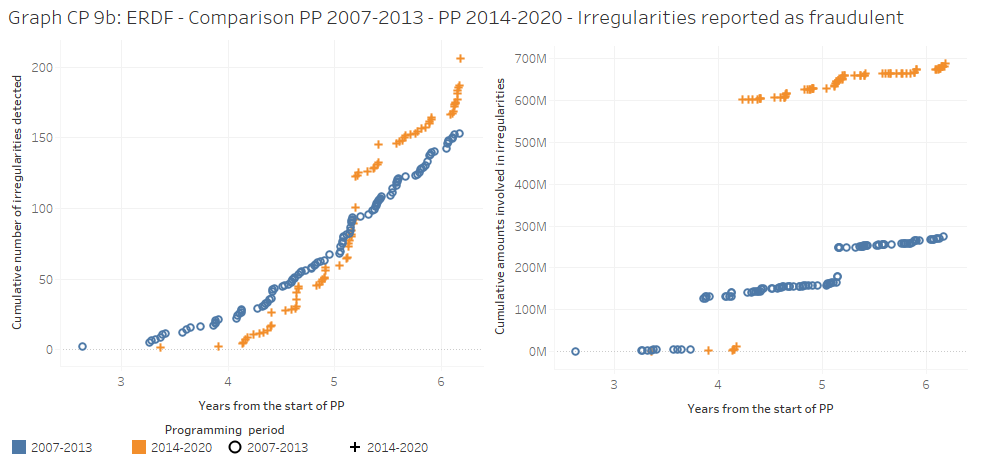 Graph CP 9b: ERDF - Comparison PP 2007-2013 - PP 2014-2020 - Irregularities reported as fraudulent
Cumulative number of irregularities detected
200
150
100
50
0
3 4 5 6
Years from the start of PP
Cumulative amounts involved in irregularities
700M
600M
500M
400M
300M
200M
100M
0M
3 4 5 6
Years from the start of PP
Programming period
2007-2013 2014-2020 2007-2013 2014-2020